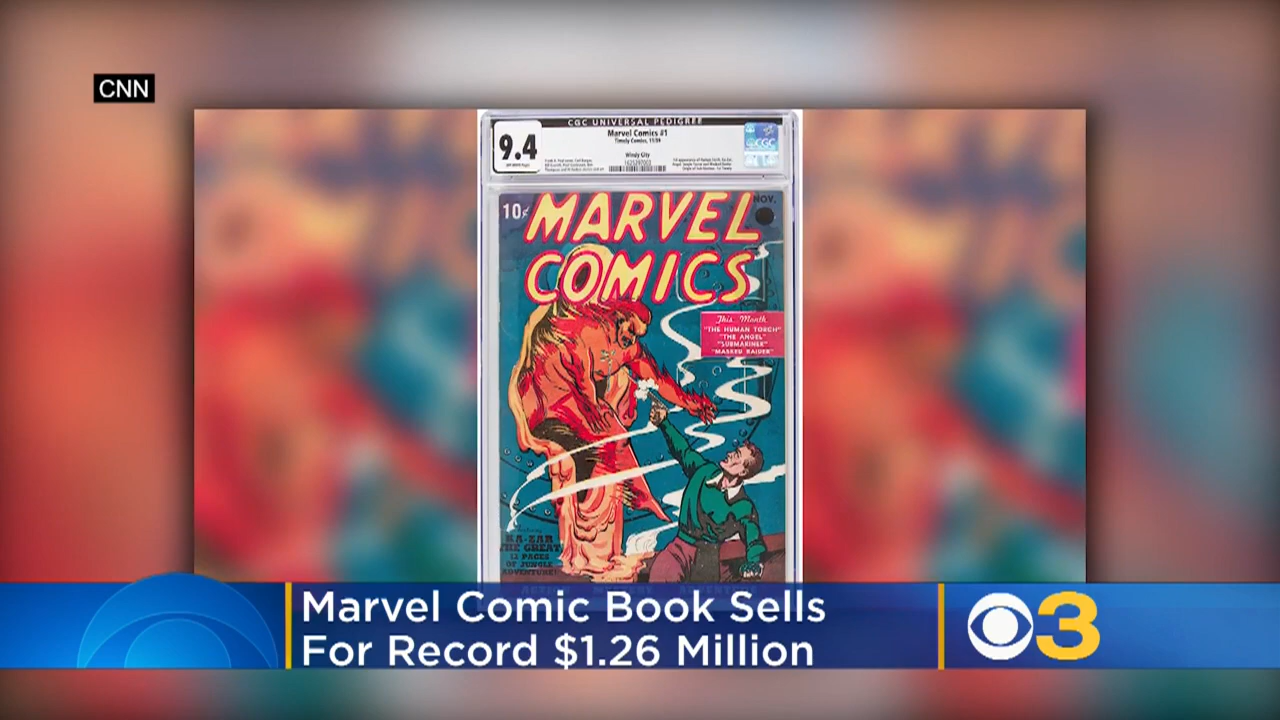 CNN
CGC UNIVERSAL PEDIGREE
9.4
Marvel Comics #1
Timely Comics, 11/39
Windy City
1625297002
CGC
10¢
NOV.
MARVEL
COMICS
This Month
"THE HUMAN TORCH"
"THE ANGEL"
"SUBMARINER"
"MASKED RAIDER"
KA-ZAR
THE GREAT
12 PAGES
OF JUNGLE
ADVENTURE!
Marvel Comic Book Sells
For Record $1.26 Million
3